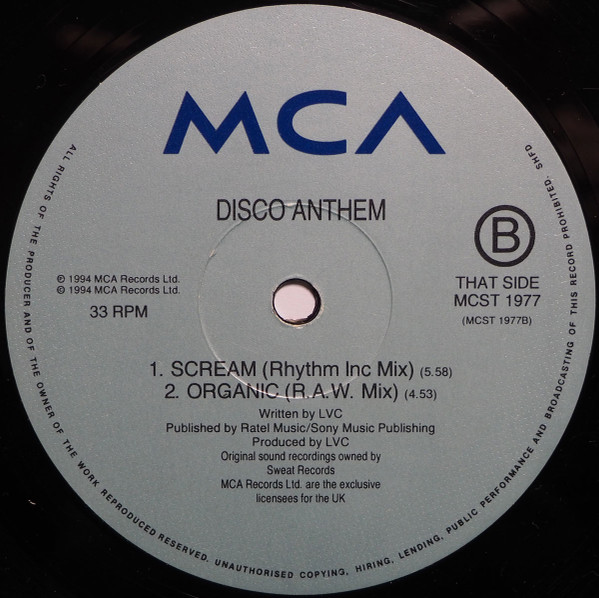 MCA
DISCO ANTHEM
B
℗ 1994 MCA Records Ltd.
© 1994 MCA Records Ltd.
33 RPM
THAT SIDE
MCST 1977
(MCST 1977B)
1. SCREAM (Rhythm Inc Mix) (5.58)
2. ORGANIC (R.A.W. Mix) (4.53)
Written by LVC
Published by Ratel Music/Sony Music Publishing
Produced by LVC
Original sound recordings owned by
Sweat Records
MCA Records Ltd. are the exclusive
licensees for the UK
ALL RIGHTS OF THE PRODUCER AND OF THE OWNER OF THE WORK REPRODUCED RESERVED. UNAUTHORISED COPYING, HIRING, LENDING, PUBLIC PERFORMANCE AND BROADCASTING OF THIS RECORD PROHIBITED. SHFD